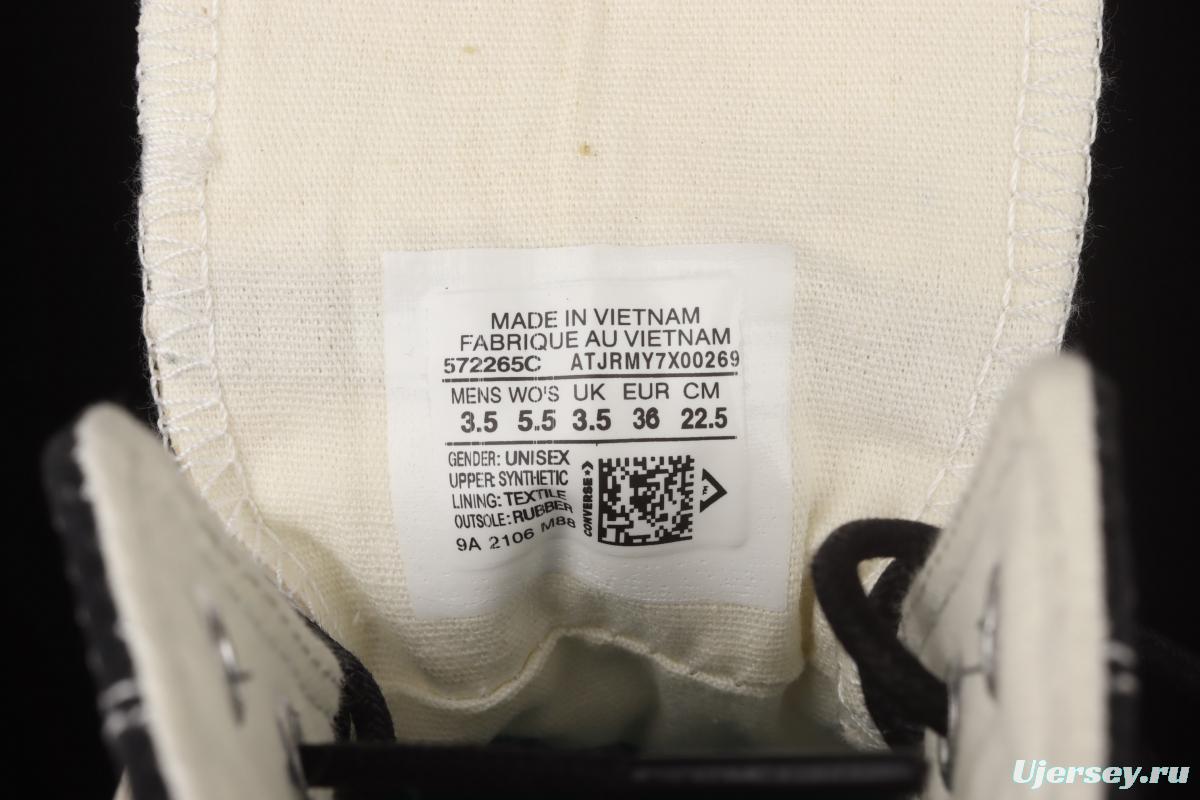 MADE IN VIETNAM
FABRIQUE AU VIETNAM
572265C ATJRMY7X00269
MENS WO'S UK EUR CM
3.5 5.5 3.5 36 22.5
GENDER: UNISEX
UPPER: SYNTHETIC
LINING: TEXTILE
OUTSOLE: RUBBER
9A 2106 M88
CONVERSE
F
Ujersey.ru